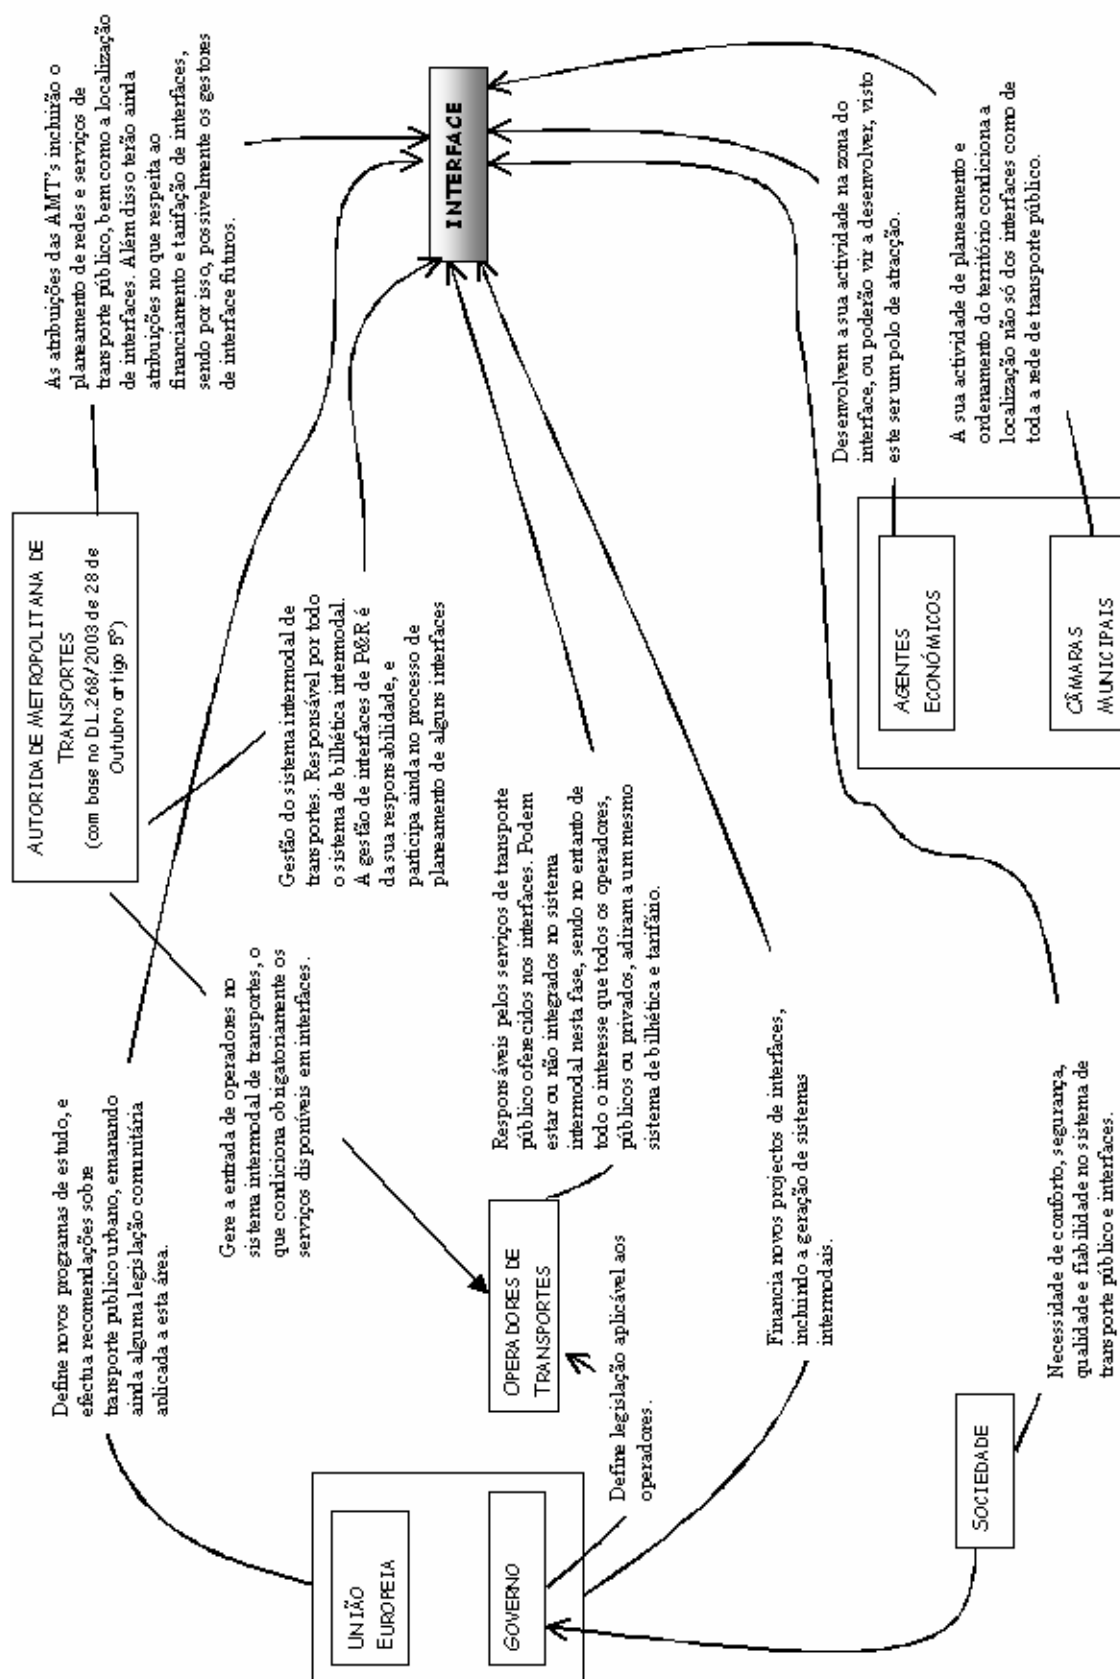 AUTORIDADE METROPOLITANA DE
TRANSPORTES
(com base no D.L.268/2003 de 28 de
Outubro artigo 5º)
As atribuições das AMT's incluirão o
planeamento de redes e serviços de
transporte público, bem como a localização
de interfaces. Além disso terão ainda
atribuições no que respeita ao
financiamento e tarifação de interfaces,
sendo por isso, possivelmente os gestores
de interface futuros.
Define novos programas de estudo, e
efectua recomendações sobre
transporte publico urbano, emanando
ainda alguma legislação comunitária
aplicada a esta área.
Gere a entrada de operadores no
sistema intermodal de transportes, o
que condiciona obrigatoriamente os
serviços disponíveis em interfaces.
Gestão do sistema intermodal de
transportes. Responsável por todo
o sistema de bilhética intermodal.
A gestão de interfaces de P&R é
da sua responsabilidade, e
participa ainda no processo de
planeamento de alguns interfaces
INTERFACE
UNIÃO
EUROPEIA
GOVERNO
OPERADORES DE
TRANSPORTES
Responsáveis pelos serviços de transporte
público oferecidos nos interfaces. Podem
estar ou não integrados no sistema
intermodal nesta fase, sendo no entanto de
todo o interesse que todos os operadores,
públicos ou privados, adiram a um mesmo
sistema de bilhética e tarifário.
Define legislação aplicável aos
operadores.
Financia novos projectos de interfaces,
incluindo a geração de sistemas
intermodais.
Desenvolvem a sua actividade na zona do
interface, ou poderão vir a desenvolver, visto
este ser um polo de atracção.
AGENTES
ECONÓMICOS
A sua actividade de planeamento e
ordenamento do território condiciona a
localização não só dos interfaces como de
toda a rede de transporte público.
CÂMARAS
MUNICIPAIS
SOCIEDADE
Necessidade de conforto, segurança,
qualidade e fiabilidade no sistema de
transporte público e interfaces.